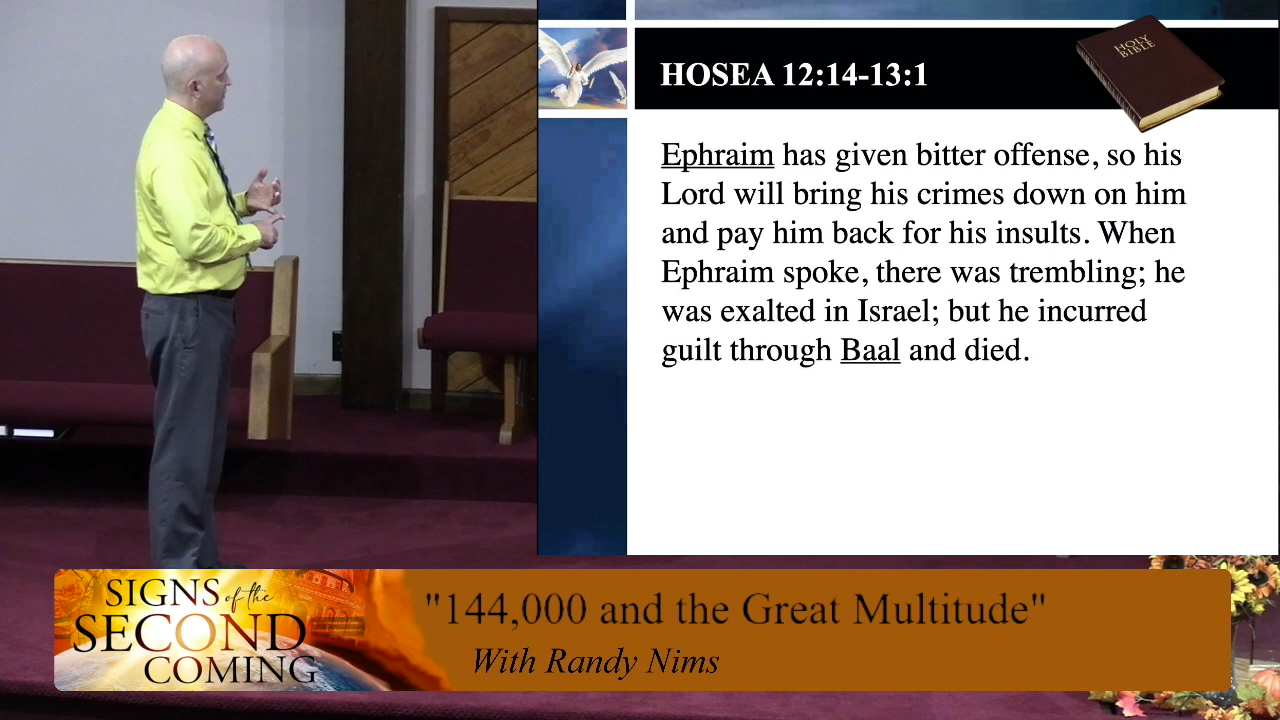 HOLY
BIBLE
HOSEA 12:14-13:1
Ephraim has given bitter offense, so his
Lord will bring his crimes down on him
and pay him back for his insults. When
Ephraim spoke, there was trembling; he
was exalted in Israel; but he incurred
guilt through Baal and died.
SIGNS of the
SECOND
COMING
"144,000 and the Great Multitude"
With Randy Nims